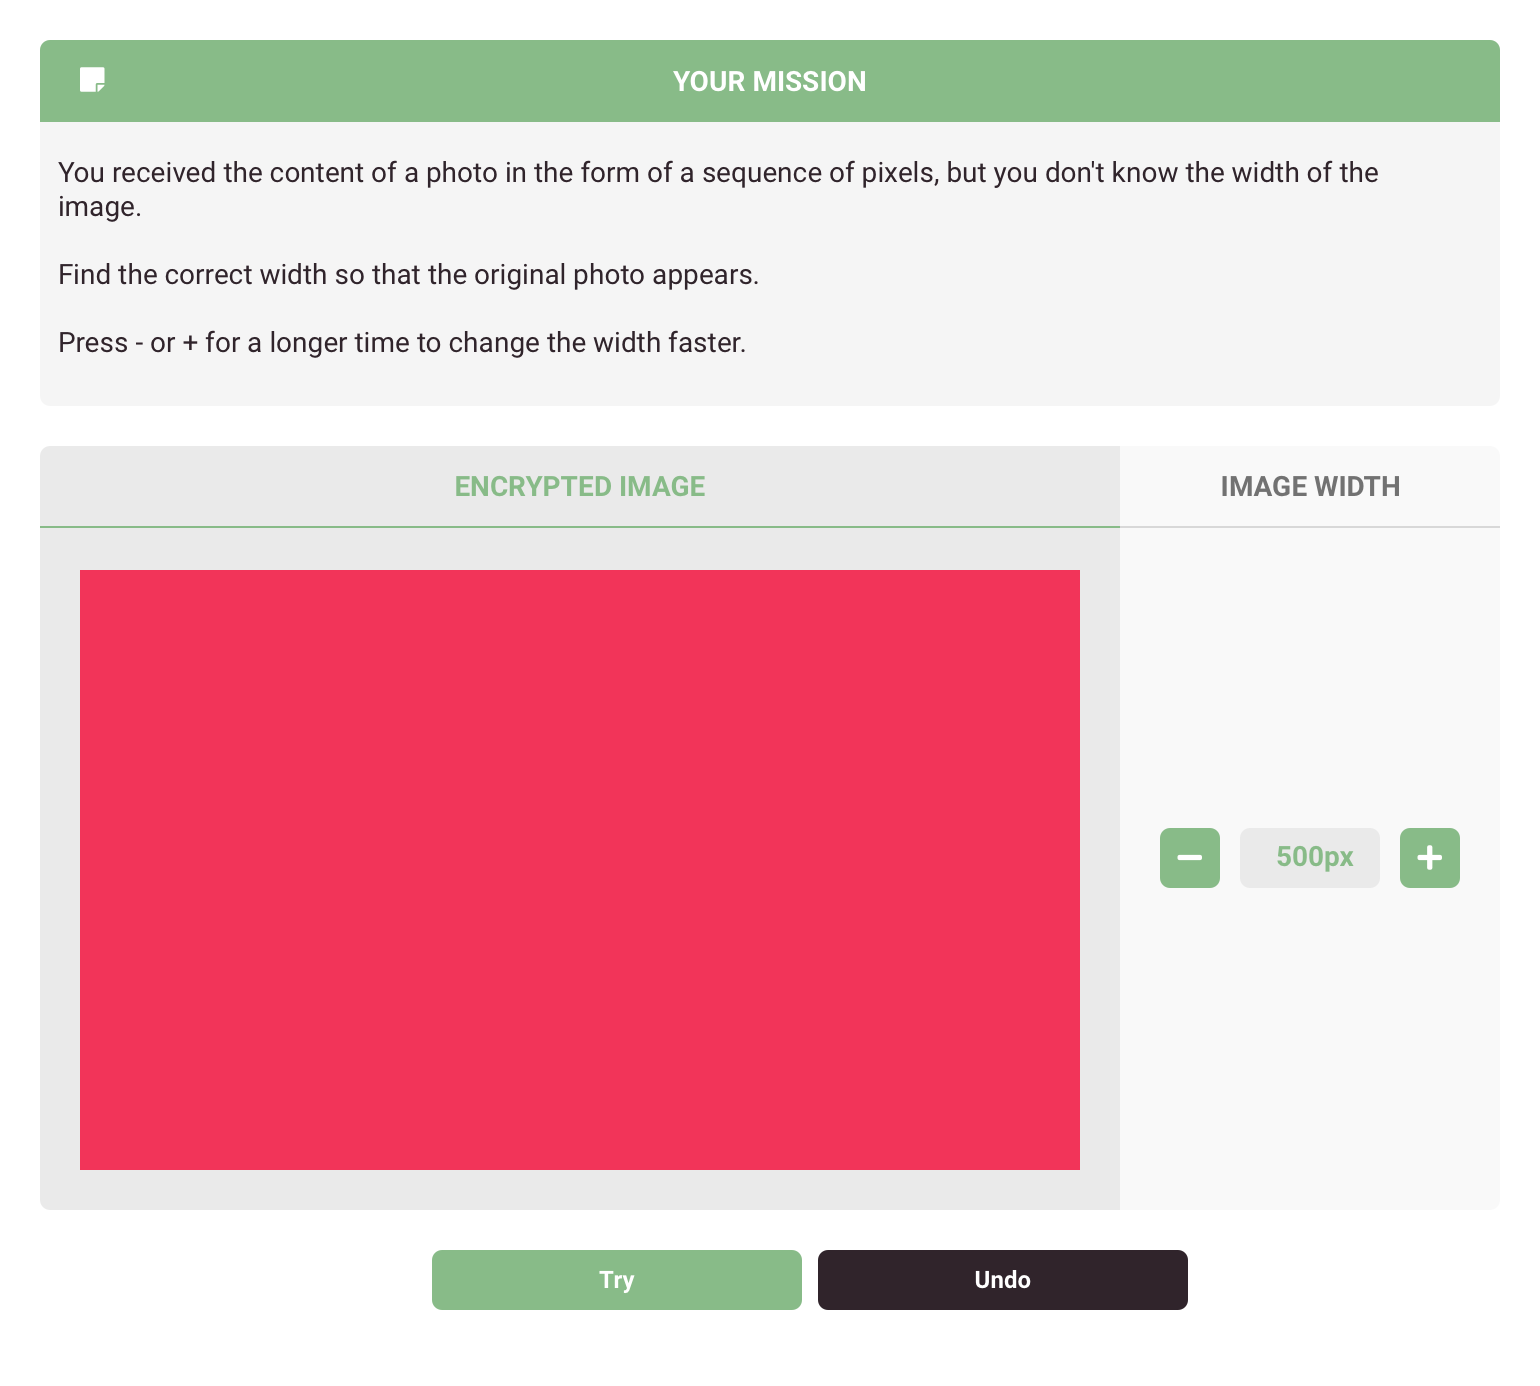 YOUR MISSION
You received the content of a photo in the form of a sequence of pixels, but you don't know the width of the
image.
Find the correct width so that the original photo appears.
Press - or + for a longer time to change the width faster.
ENCRYPTED IMAGE
IMAGE WIDTH
500px
Try
Undo